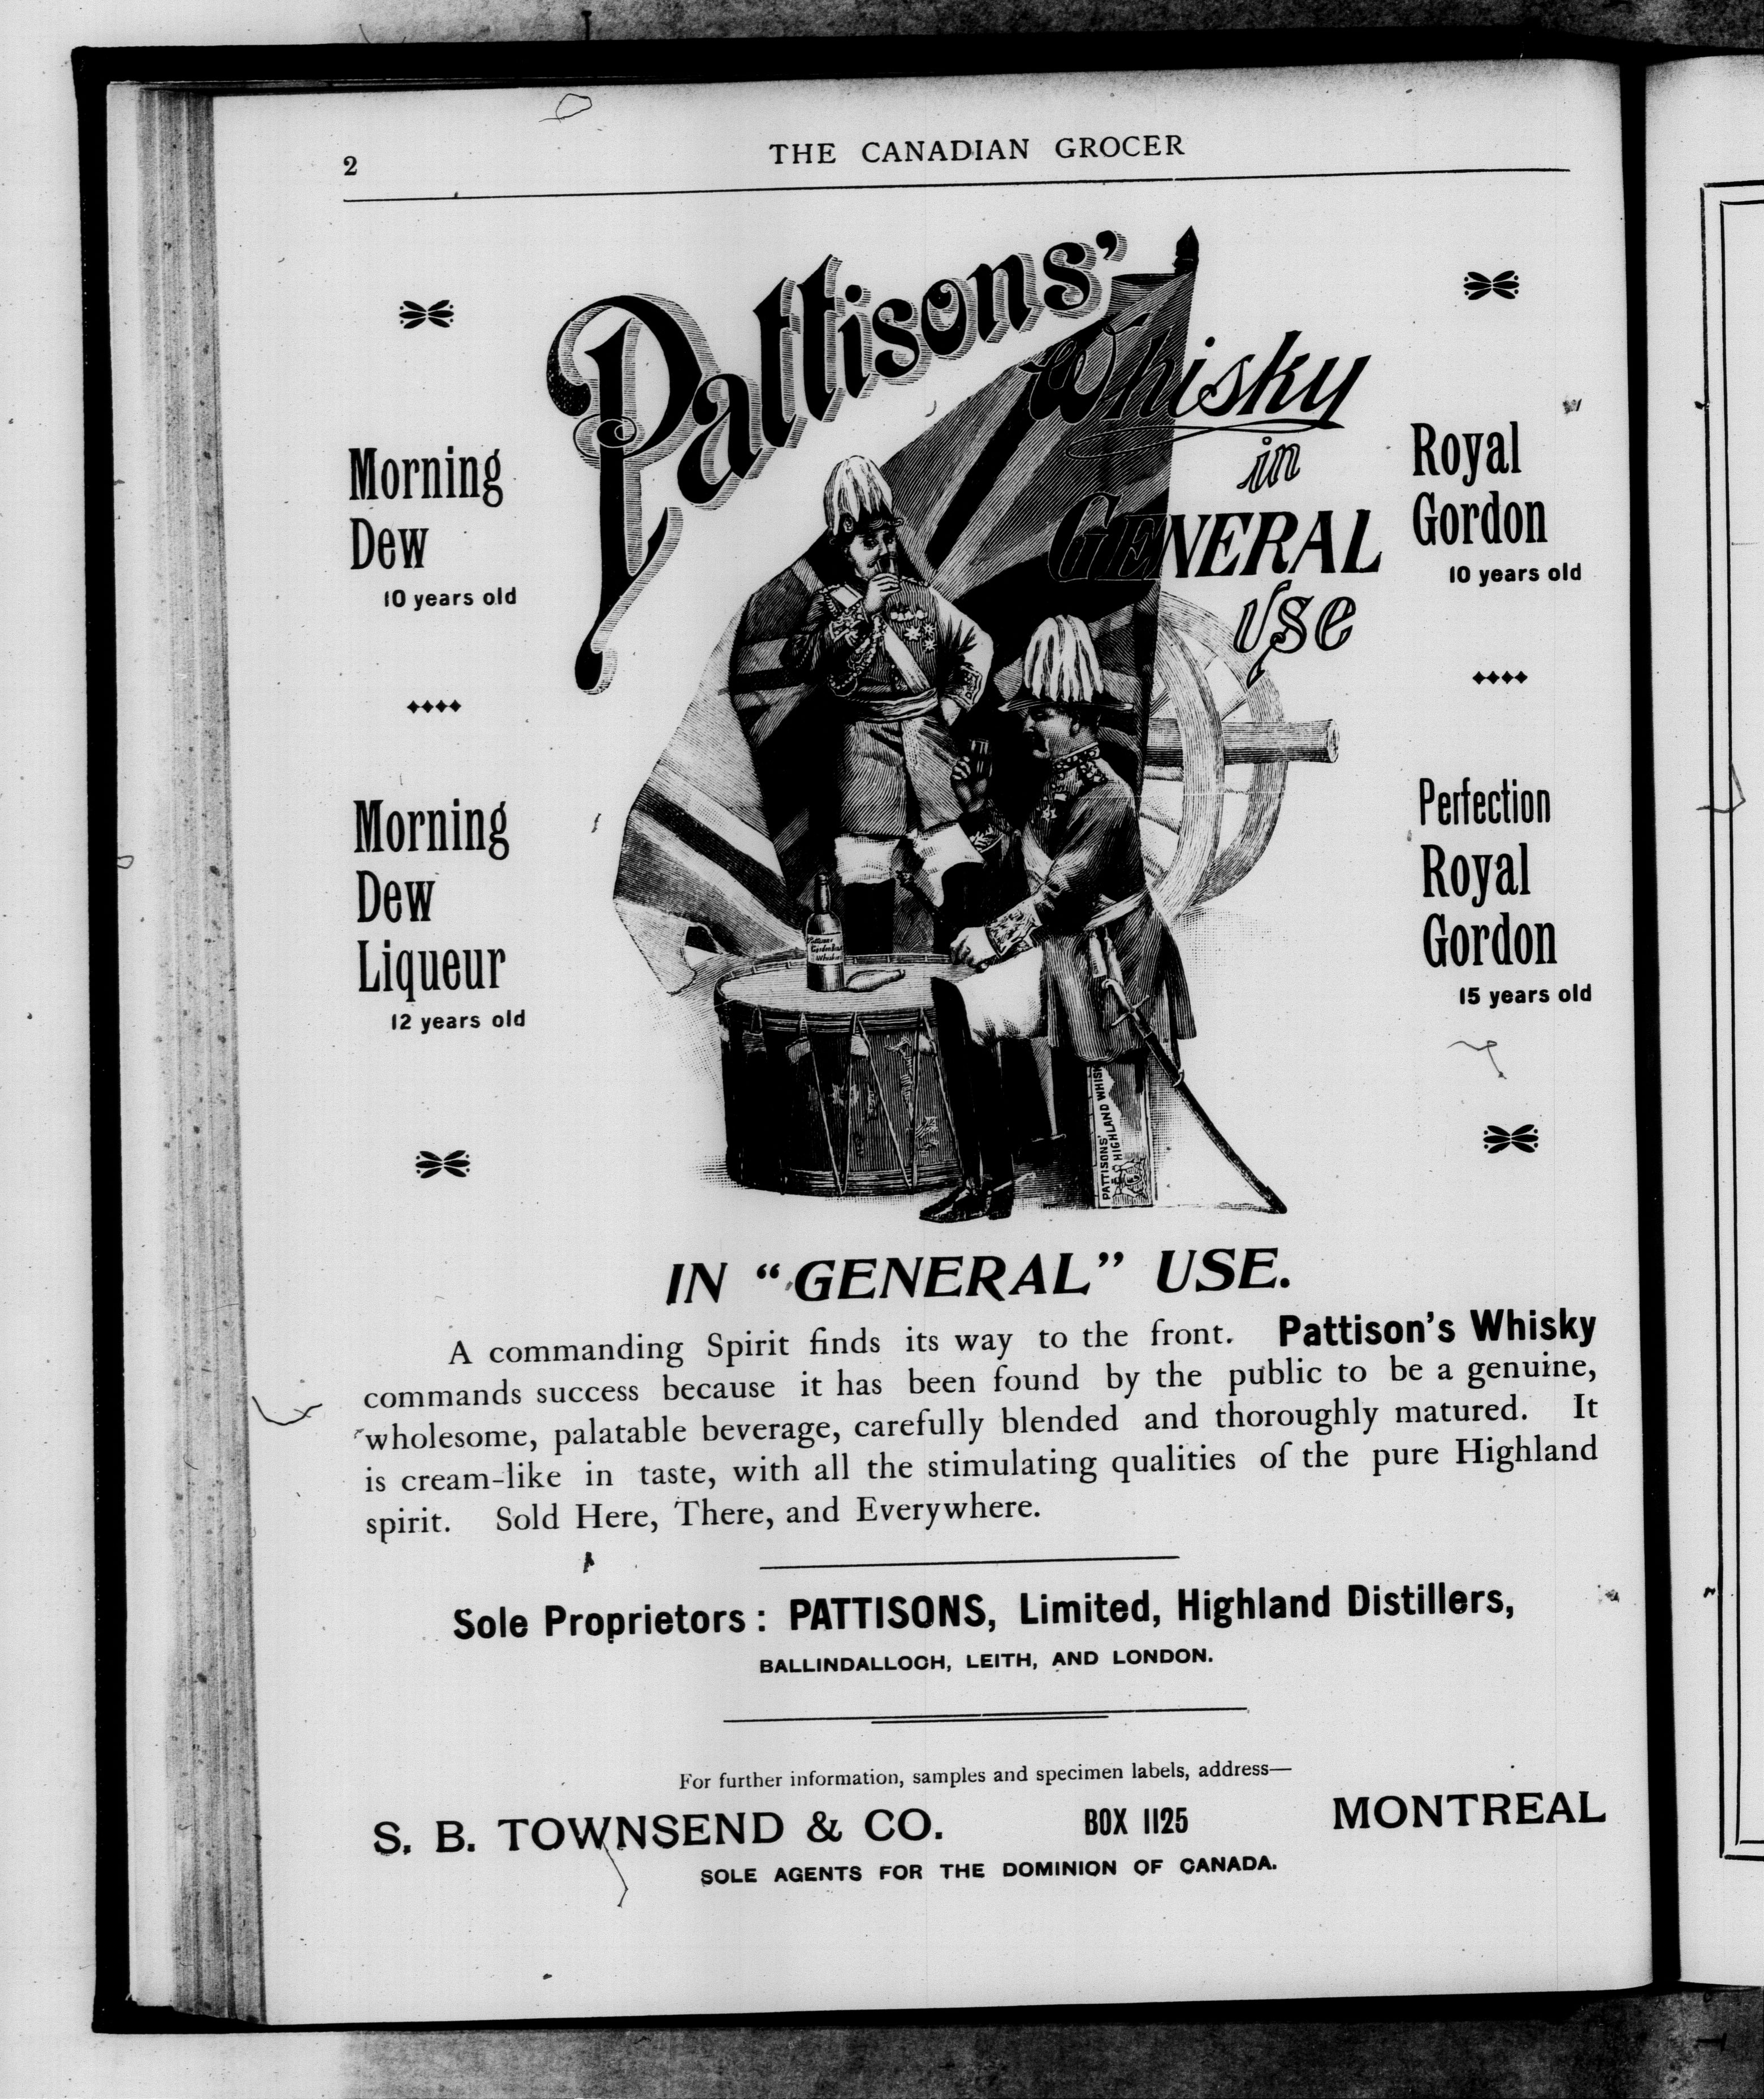 2
THE CANADIAN GROCER
Pattisons'
Whisky
in
GENERAL
use
Morning
Dew
10 years old
Morning
Dew
Liqueur
12 years old
Royal
Gordon
10 years old
Perfection
Royal
Gordon
15 years old
Whisky
PATTISONS'
HIGHLAND WHISK
IN "GENERAL" USE.
A commanding Spirit finds its way to the front. Pattison's Whisky
commands success because it has been found by the public to be a genuine,
wholesome, palatable beverage, carefully blended and thoroughly matured. It
is cream-like in taste, with all the stimulating qualities of the pure Highland
spirit. Sold Here, There, and Everywhere.
Sole Proprietors: PATTISONS, Limited, Highland Distillers,
BALLINDALLOCH, LEITH, AND LONDON.
For further information, samples and specimen labels, address—
S. B. TOWNSEND & CO. BOX 1125 MONTREAL
SOLE AGENTS FOR THE DOMINION OF CANADA.